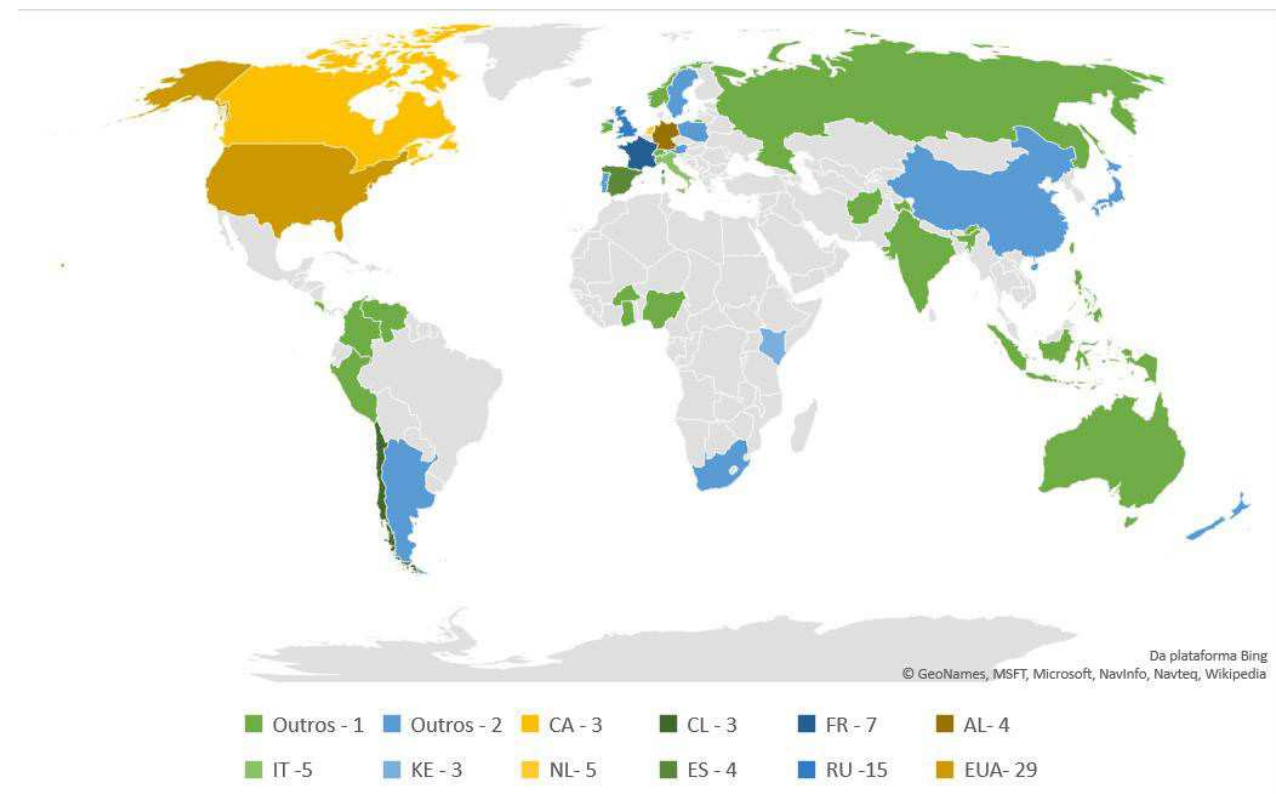 Da plataforma Bing
© GeoNames, MSFT, Microsoft, NavInfo, Navteq, Wikipedia
Outros - 1 Outros - 2 CA - 3 CL - 3 FR - 7 AL- 4
IT -5 KE - 3 NL- 5 ES - 4 RU -15 EUA- 29